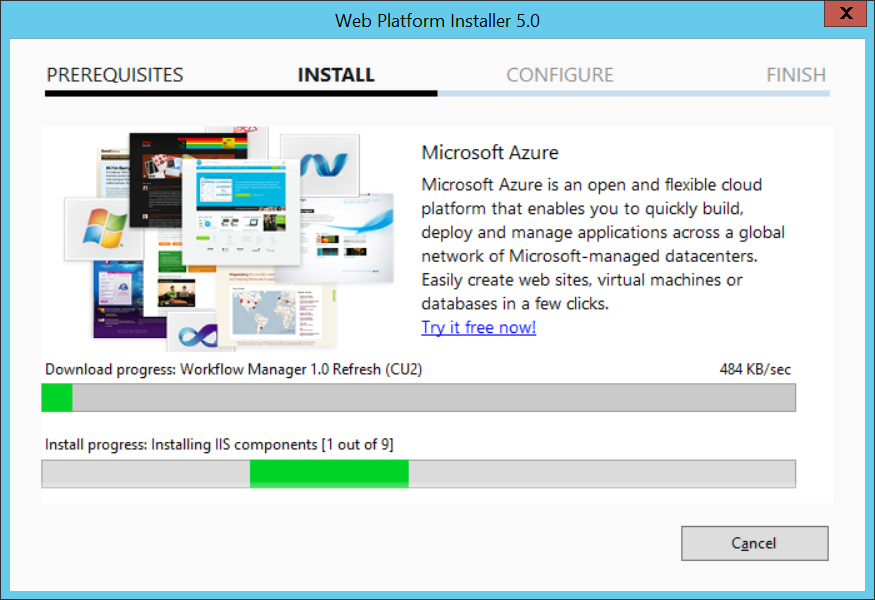 Web Platform Installer 5.0
PREREQUISITES INSTALL CONFIGURE FINISH
Microsoft Azure
Microsoft Azure is an open and flexible cloud
platform that enables you to quickly build,
deploy and manage applications across a global
network of Microsoft-managed datacenters.
Easily create web sites, virtual machines or
databases in a few clicks.
Try it free now!
Download progress: Workflow Manager 1.0 Refresh (CU2) 484 KB/sec
Install progress: Installing IIS components [1 out of 9]
Cancel